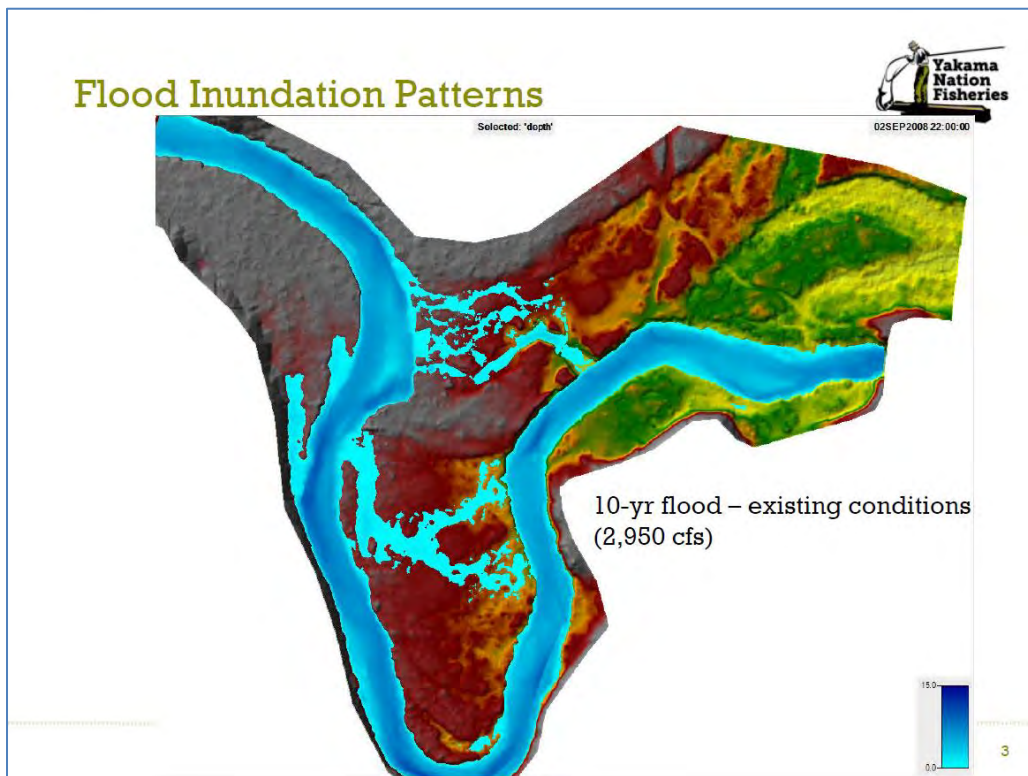 Flood Inundation Patterns
Yakama
Nation
Fisheries
Selected: 'depth'
02SEP2008 22:00:00
10-yr flood – existing conditions
(2,950 cfs)
15.0
0.0
3